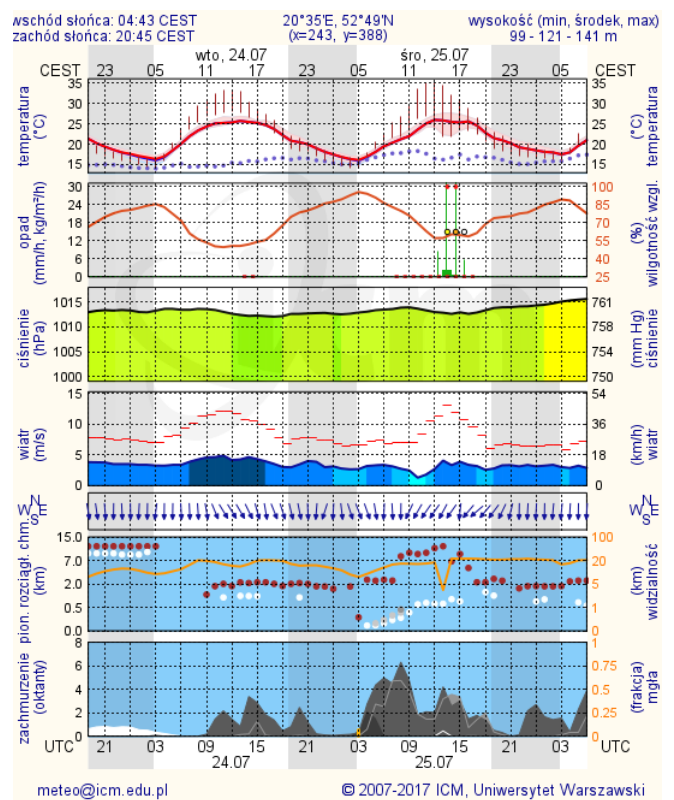 wschód słońca: 04:43 CEST 20°35'E, 52°49'N wysokość (min, środek, max)
zachód słońca: 20:45 CEST (x=243, y=388) 99 - 121 - 141 m
wto, 24.07 śro, 25.07
CEST 23 05 11 17 23 05 11 17 23 05 CEST
temperatura (°C) 35 30 25 20 15 35 30 25 20 15 (°C) temperatura
opad (mm/h, kg/m²/h) 30 24 18 12 6 0 100 85 70 55 40 25 (%) wilgotność wzgl.
ciśnienie (hPa) 1015 1010 1005 1000 761 758 754 750 (mm Hg) ciśnienie
wiatr (m/s) 15 10 5 0 54 36 18 0 (km/h) wiatr
N W E S N W E S
pion. rozciągł. chm. (km) 15.0 7.0 2.0 0.5 0.0 100 20 5 1 0 (km) widzialność
zachmurzenie (oktanty) 8 6 4 2 0 1 0.75 0.5 0.25 0 (frakcja) mgła
UTC 21 03 09 15 21 03 09 15 21 03 UTC
24.07 25.07
meteo@icm.edu.pl © 2007-2017 ICM, Uniwersytet Warszawski